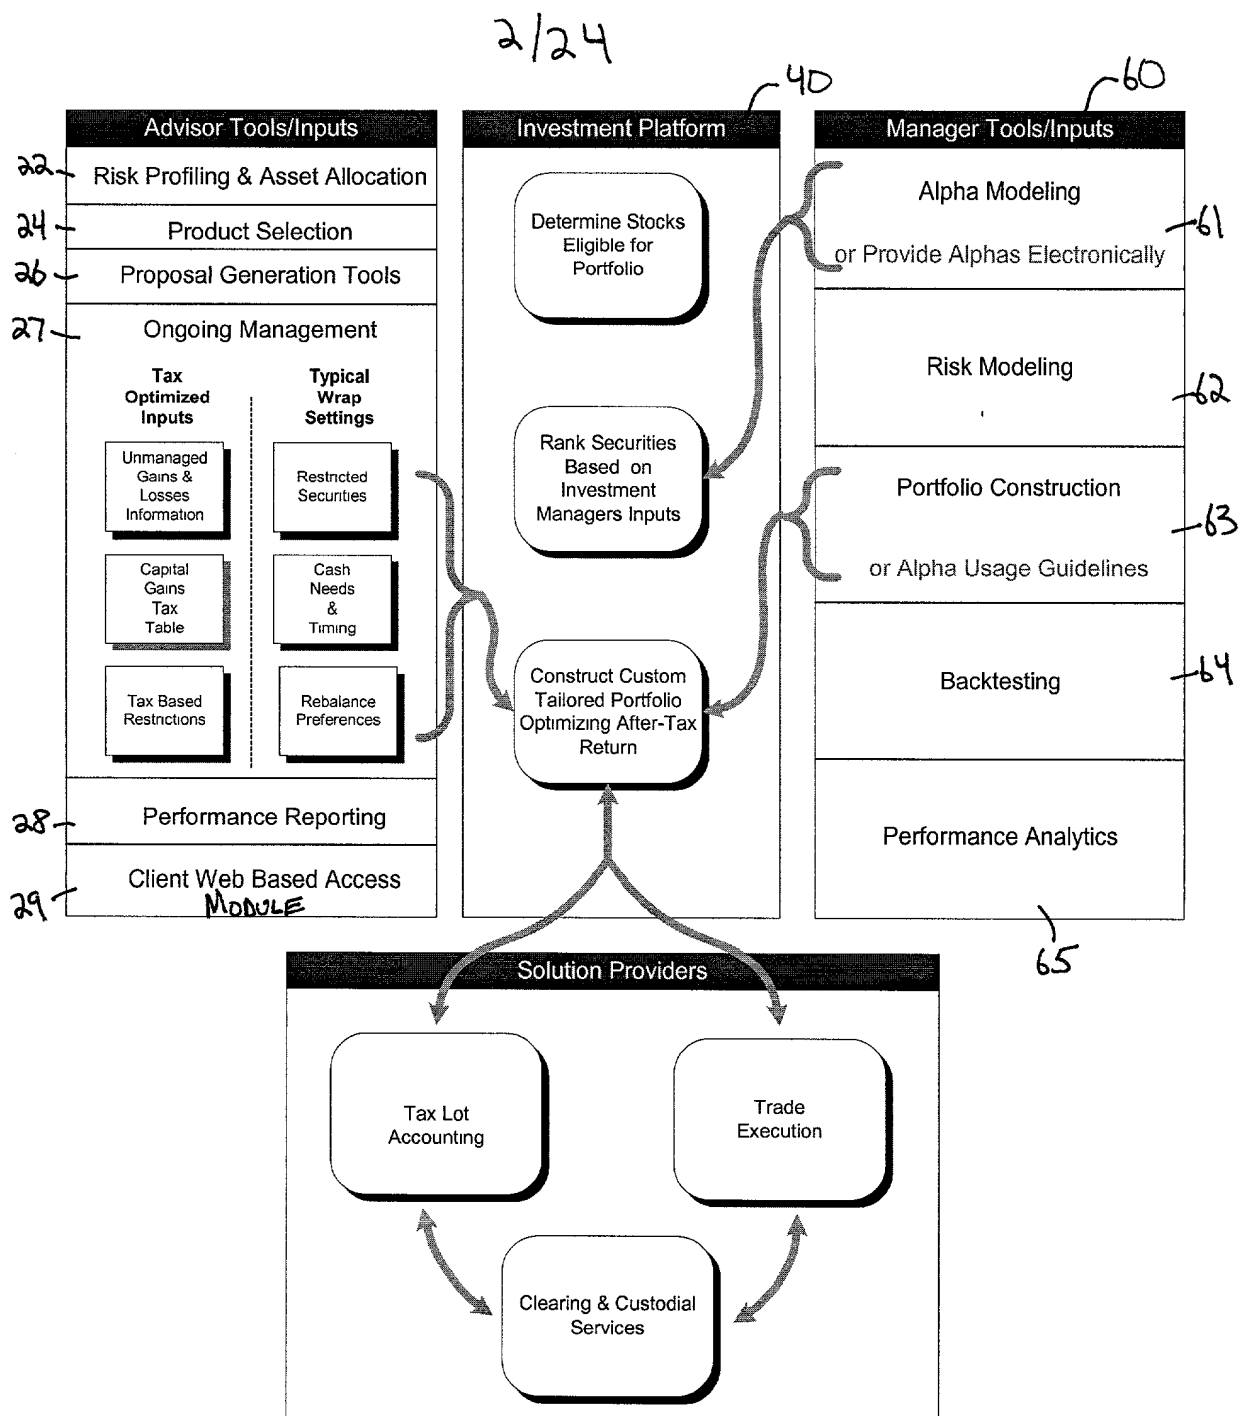 2/24
40
60
Advisor Tools/Inputs
22
Risk Profiling & Asset Allocation
24
Product Selection
26
Proposal Generation Tools
27
Ongoing Management
Tax
Optimized
Inputs
Typical
Wrap
Settings
Unmanaged
Gains &
Losses
Information
Restricted
Securities
Capital
Gains
Tax
Table
Cash
Needs
&
Timing
Tax Based
Restrictions
Rebalance
Preferences
28
Performance Reporting
29
Client Web Based Access
MODULE
Investment Platform
Determine Stocks
Eligible for
Portfolio
Rank Securities
Based on
Investment
Managers Inputs
Construct Custom
Tailored Portfolio
Optimizing After-Tax
Return
Manager Tools/Inputs
Alpha Modeling
61
or Provide Alphas Electronically
Risk Modeling
62
Portfolio Construction
63
or Alpha Usage Guidelines
Backtesting
64
Performance Analytics
65
Solution Providers
Tax Lot
Accounting
Trade
Execution
Clearing & Custodial
Services